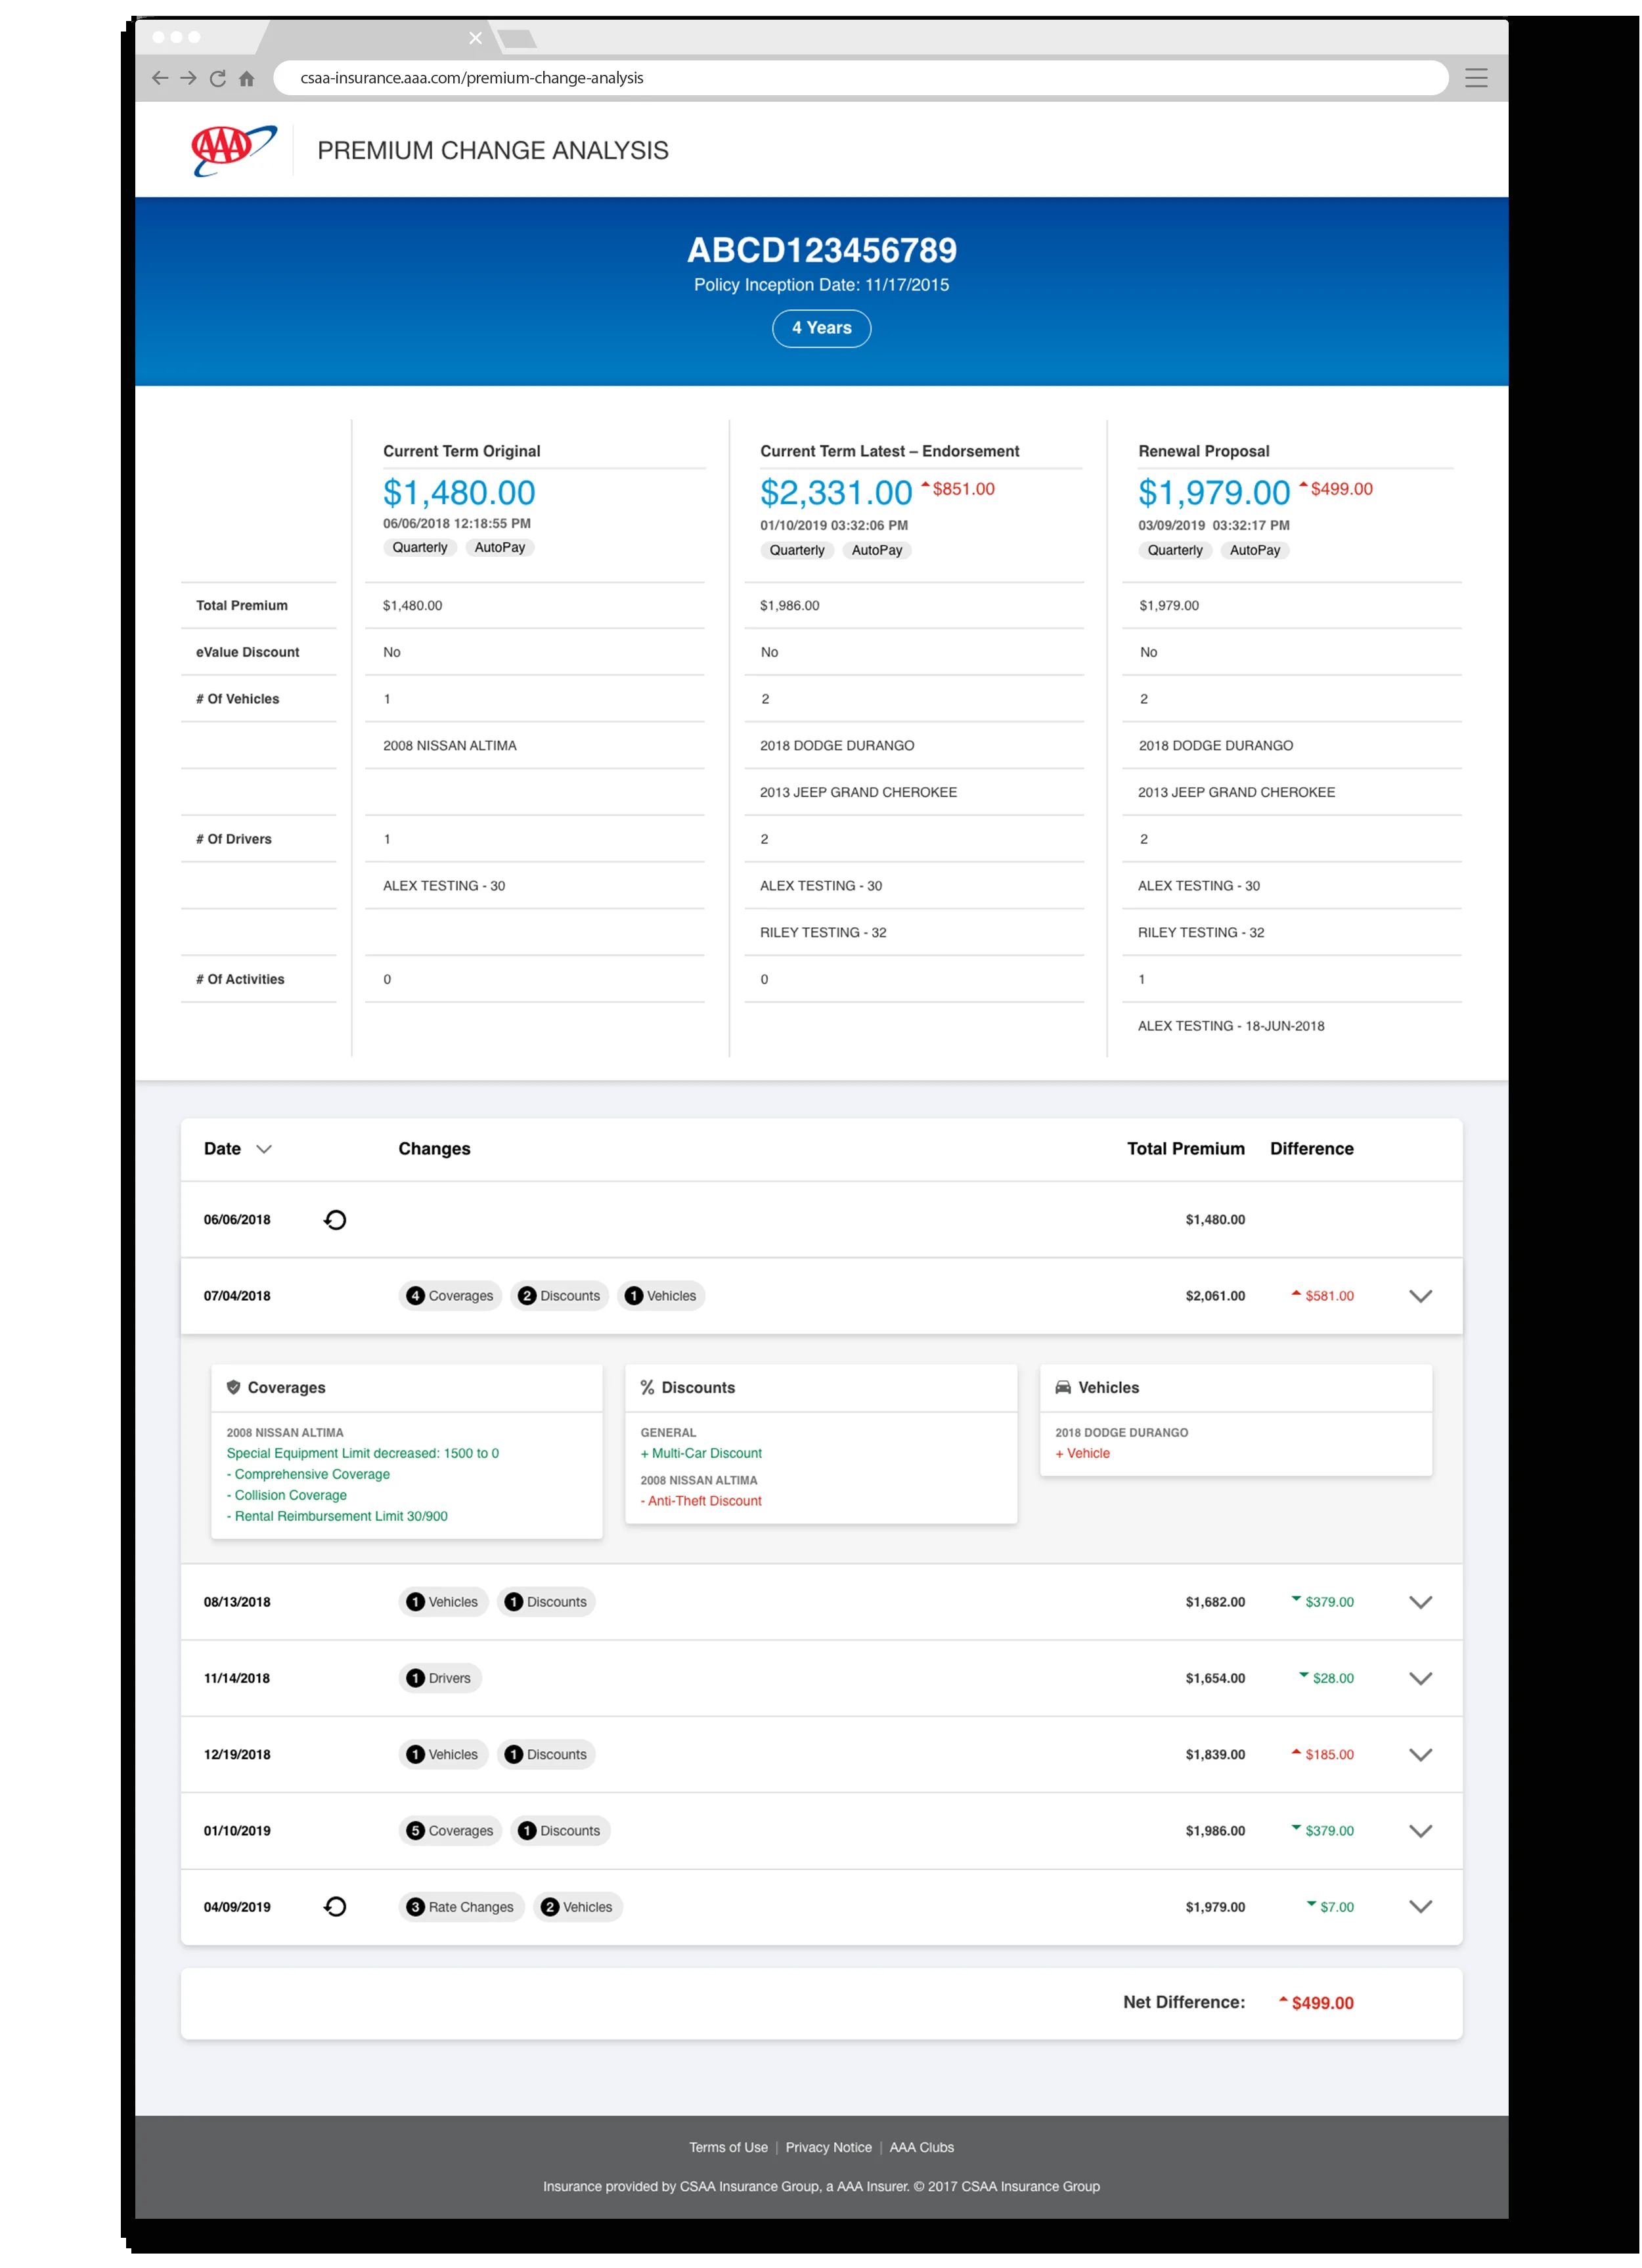 csaa-insurance.aaa.com/premium-change-analysis
AAA PREMIUM CHANGE ANALYSIS
ABCD123456789
Policy Inception Date: 11/17/2015
4 Years
Current Term Original Current Term Latest – Endorsement Renewal Proposal
$1,480.00 $2,331.00 $851.00 $1,979.00 $499.00
06/06/2018 12:18:55 PM 01/10/2019 03:32:06 PM 03/09/2019 03:32:17 PM
Quarterly AutoPay Quarterly AutoPay Quarterly AutoPay
Total Premium $1,480.00 $1,986.00 $1,979.00
eValue Discount No No No
# Of Vehicles 1 2 2
2008 NISSAN ALTIMA 2018 DODGE DURANGO 2018 DODGE DURANGO
2013 JEEP GRAND CHEROKEE 2013 JEEP GRAND CHEROKEE
# Of Drivers 1 2 2
ALEX TESTING - 30 ALEX TESTING - 30 ALEX TESTING - 30
RILEY TESTING - 32 RILEY TESTING - 32
# Of Activities 0 0 1
ALEX TESTING - 18-JUN-2018
Date Changes Total Premium Difference
06/06/2018 $1,480.00
07/04/2018 4 Coverages 2 Discounts 1 Vehicles $2,061.00 $581.00
Coverages
2008 NISSAN ALTIMA
Special Equipment Limit decreased: 1500 to 0
- Comprehensive Coverage
- Collision Coverage
- Rental Reimbursement Limit 30/900
% Discounts
GENERAL
+ Multi-Car Discount
2008 NISSAN ALTIMA
- Anti-Theft Discount
Vehicles
2018 DODGE DURANGO
+ Vehicle
08/13/2018 1 Vehicles 1 Discounts $1,682.00 $379.00
11/14/2018 1 Drivers $1,654.00 $28.00
12/19/2018 1 Vehicles 1 Discounts $1,839.00 $185.00
01/10/2019 5 Coverages 1 Discounts $1,986.00 $379.00
04/09/2019 3 Rate Changes 2 Vehicles $1,979.00 $7.00
Net Difference: $499.00
Terms of Use | Privacy Notice | AAA Clubs
Insurance provided by CSAA Insurance Group, a AAA Insurer. © 2017 CSAA Insurance Group